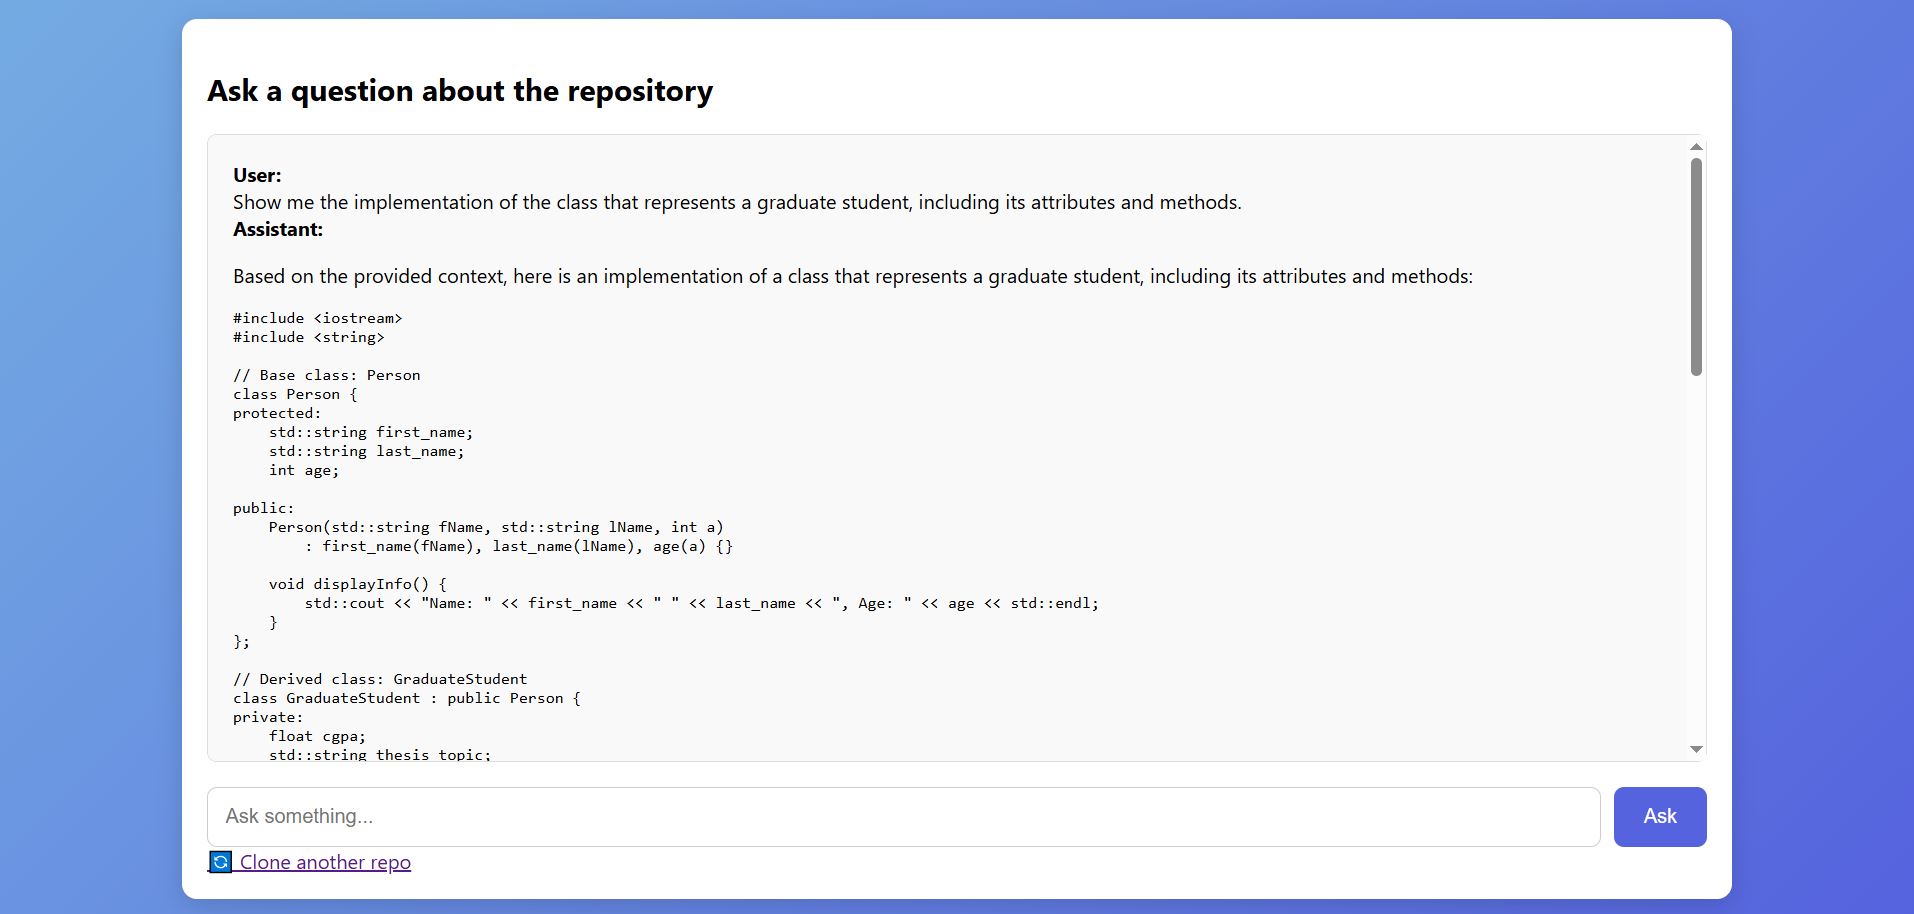 Ask a question about the repository
User:
Show me the implementation of the class that represents a graduate student, including its attributes and methods.
Assistant:
Based on the provided context, here is an implementation of a class that represents a graduate student, including its attributes and methods:
#include <iostream>
#include <string>
// Base class: Person
class Person {
protected:
    std::string first_name;
    std::string last_name;
    int age;
public:
    Person(std::string fName, std::string lName, int a)
        : first_name(fName), last_name(lName), age(a) {}
    void displayInfo() {
        std::cout << "Name: " << first_name << " " << last_name << ", Age: " << age << std::endl;
    }
};
// Derived class: GraduateStudent
class GraduateStudent : public Person {
private:
    float cgpa;
    std::string thesis_topic;
Ask something...
Ask
Clone another repo